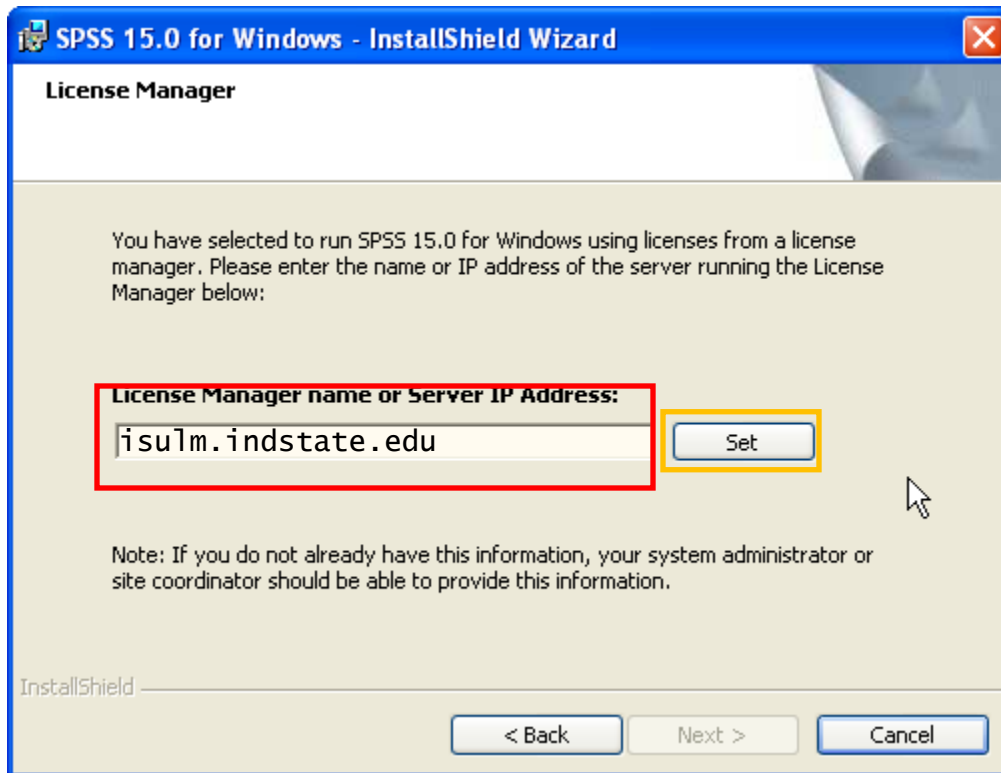 SPSS 15.0 for Windows - InstallShield Wizard
License Manager
You have selected to run SPSS 15.0 for Windows using licenses from a license
manager. Please enter the name or IP address of the server running the License
Manager below:
License Manager name or Server IP Address:
isulm.indstate.edu
Set
Note: If you do not already have this information, your system administrator or
site coordinator should be able to provide this information.
InstallShield
< Back
Next >
Cancel